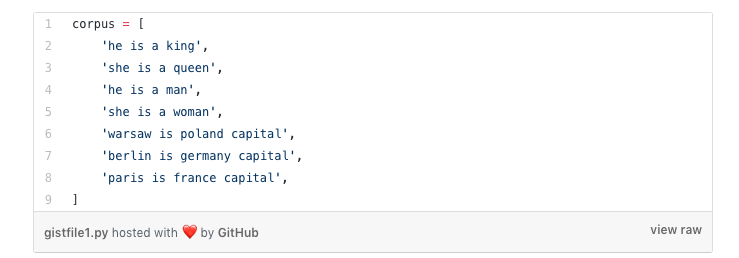 1 corpus = [
2     'he is a king',
3     'she is a queen',
4     'he is a man',
5     'she is a woman',
6     'warsaw is poland capital',
7     'berlin is germany capital',
8     'paris is france capital',
9 ]
gistfile1.py hosted with ❤ by GitHub view raw